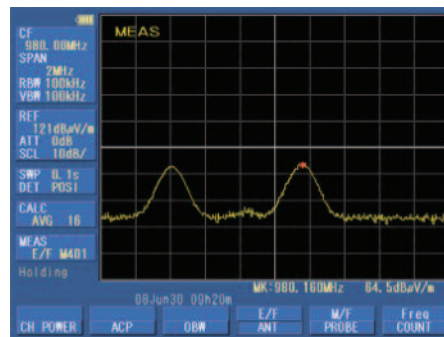 MEAS
CF
980.00MHz
SPAN
2MHz
RBW 100kHz
VBW 100kHz
REF
121dBμV/m
ATT 0dB
SCL 10dB/
SWP 0.1s
DET POSI
CALC
AVG 16
MEAS
E/F M401
Holding
MK:980.160MHz 64.5dBμV/m
08Jun30 09h20m
CH POWER
ACP
OBW
E/F
ANT
M/F
PROBE
Freq
COUNT